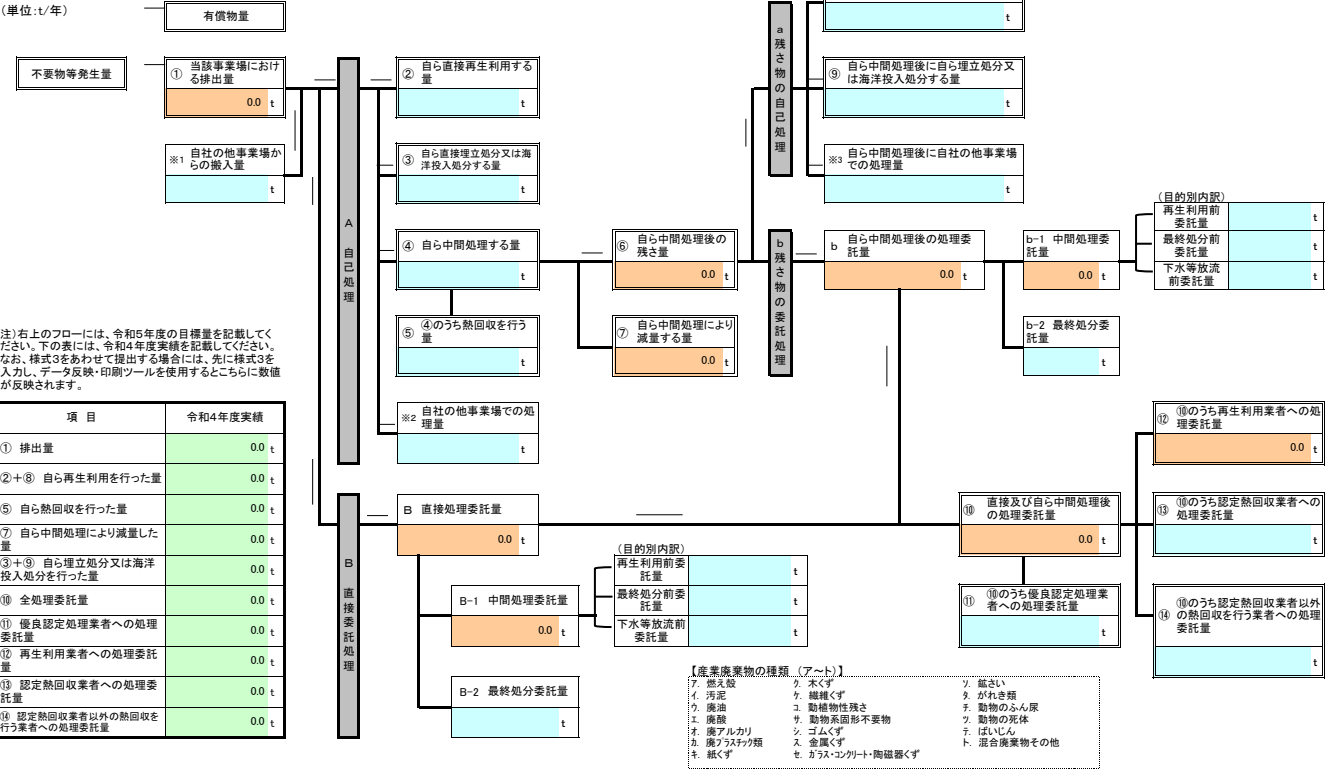 (単位:t/年)
有償物量
不要物等発生量
① 当該事業場におけ
る排出量
0.0 t
※1 自社の他事業場か
らの搬入量
t
A
自
己
処
理
② 自ら直接再生利用する
量
t
③ 自ら直接埋立処分又は海
洋投入処分する量
t
④ 自ら中間処理する量
t
⑤ ④のうち熱回収を行う
量
t
※2 自社の他事業場での処
理量
t
⑥ 自ら中間処理後の
残さ量
0.0 t
⑦ 自ら中間処理により
減量する量
0.0 t
a
残
さ
物
の
自
己
処
理
t
⑨ 自ら中間処理後に自ら埋立処分又
は海洋投入処分する量
t
※3 自ら中間処理後に自社の他事業場
での処理量
t
b
残
さ
物
の
委
託
処
理
b 自ら中間処理後の処理委
託量
0.0 t
b-1 中間処理委
託量
0.0 t
(目的別内訳)
再生利用前
委託量
t
最終処分前
委託量
t
下水等放流
前委託量
t
b-2 最終処分委
託量
t
注)右上のフローには、令和5年度の目標量を記載してく
ださい。下の表には、令和4年度実績を記載してください。
なお、様式3をあわせて提出する場合には、先に様式3を
入力し、データ反映・印刷ツールを使用するとこちらに数値
が反映されます。
項 目 令和4年度実績
① 排出量 0.0 t
②+⑧ 自ら再生利用を行った量 0.0 t
⑤ 自ら熱回収を行った量 0.0 t
⑦ 自ら中間処理により減量した
量 0.0 t
③+⑨ 自ら埋立処分又は海洋
投入処分を行った量 0.0 t
⑩ 全処理委託量 0.0 t
⑪ 優良認定処理業者への処理
委託量 0.0 t
⑫ 再生利用業者への処理委託
量 0.0 t
⑬ 認定熱回収業者への処理委
託量 0.0 t
⑭ 認定熱回収業者以外の熱回収を
行う業者への処理委託量 0.0 t
B
直
接
委
託
処
理
B 直接処理委託量
0.0 t
B-1 中間処理委託量
0.0 t
(目的別内訳)
再生利用前委
託量
t
最終処分前委
託量
t
下水等放流前
委託量
t
B-2 最終処分委託量
t
⑩ 直接及び自ら中間処理後
の処理委託量
0.0 t
⑪ ⑩のうち優良認定処理業
者への処理委託量
t
⑫ ⑩のうち再生利用業者への処
理委託量
0.0 t
⑬ ⑩のうち認定熱回収業者への
処理委託量
t
⑭ ⑩のうち認定熱回収業者以外
の熱回収を行う業者への処理
委託量
t
【産業廃棄物の種類 (ア~ト)】
ア. 燃え殻 ク. 木くず ソ. 鉱さい
イ. 汚泥 ケ. 繊維くず タ. がれき類
ウ. 廃油 コ. 動植物性残さ チ. 動物のふん尿
エ. 廃酸 サ. 動物系固形不要物 ツ. 動物の死体
オ. 廃アルカリ シ. ゴムくず テ. ばいじん
カ. 廃プラスチック類 ス. 金属くず ト. 混合廃棄物その他
キ. 紙くず セ. ガラス・コンクリート・陶磁器くず